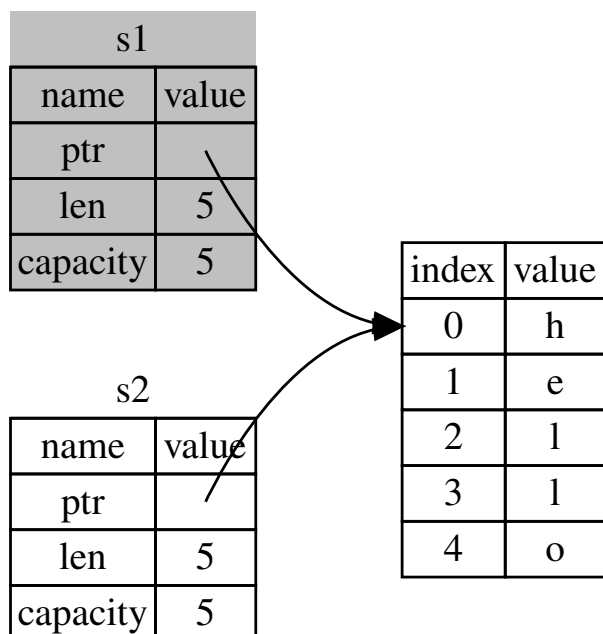 s1
name value
ptr
len 5
capacity 5
s2
name value
ptr
len 5
capacity 5
index value
0 h
1 e
2 l
3 l
4 o